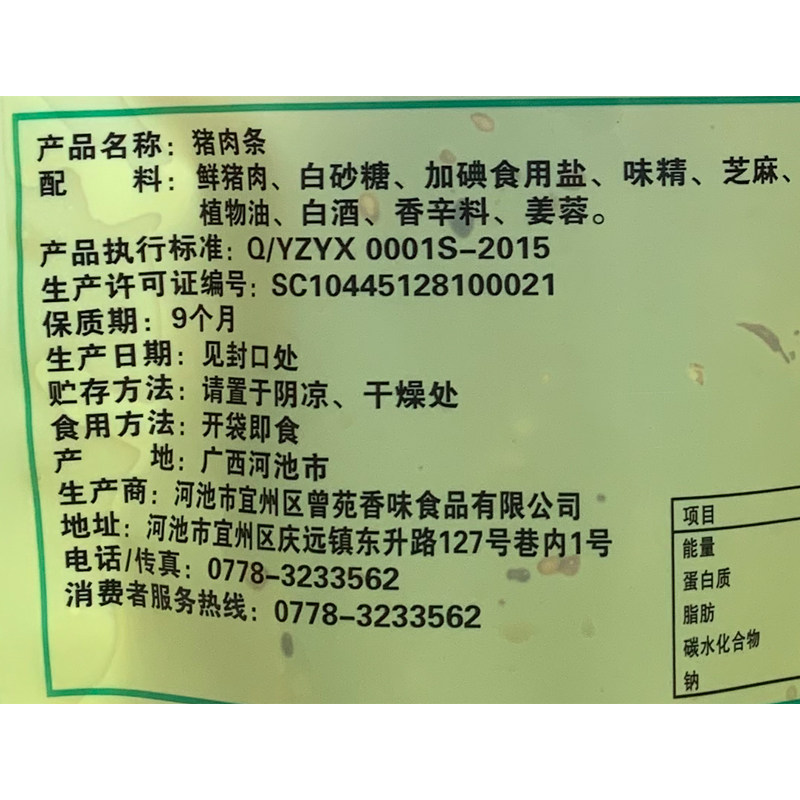 产品名称：猪肉条
配 料：鲜猪肉、白砂糖、加碘食用盐、味精、芝麻、
植物油、白酒、香辛料、姜蓉。
产品执行标准：Q/YZYX 0001S-2015
生产许可证编号：SC10445128100021
保质期：9个月
生产日期：见封口处
贮存方法：请置于阴凉、干燥处
食用方法：开袋即食
产 地：广西河池市
生产商：河池市宜州区曾苑香味食品有限公司
地址：河池市宜州区庆远镇东升路127号巷内1号
电话/传真：0778-3233562
消费者服务热线：0778-3233562
项目
能量
蛋白质
脂肪
碳水化合物
钠